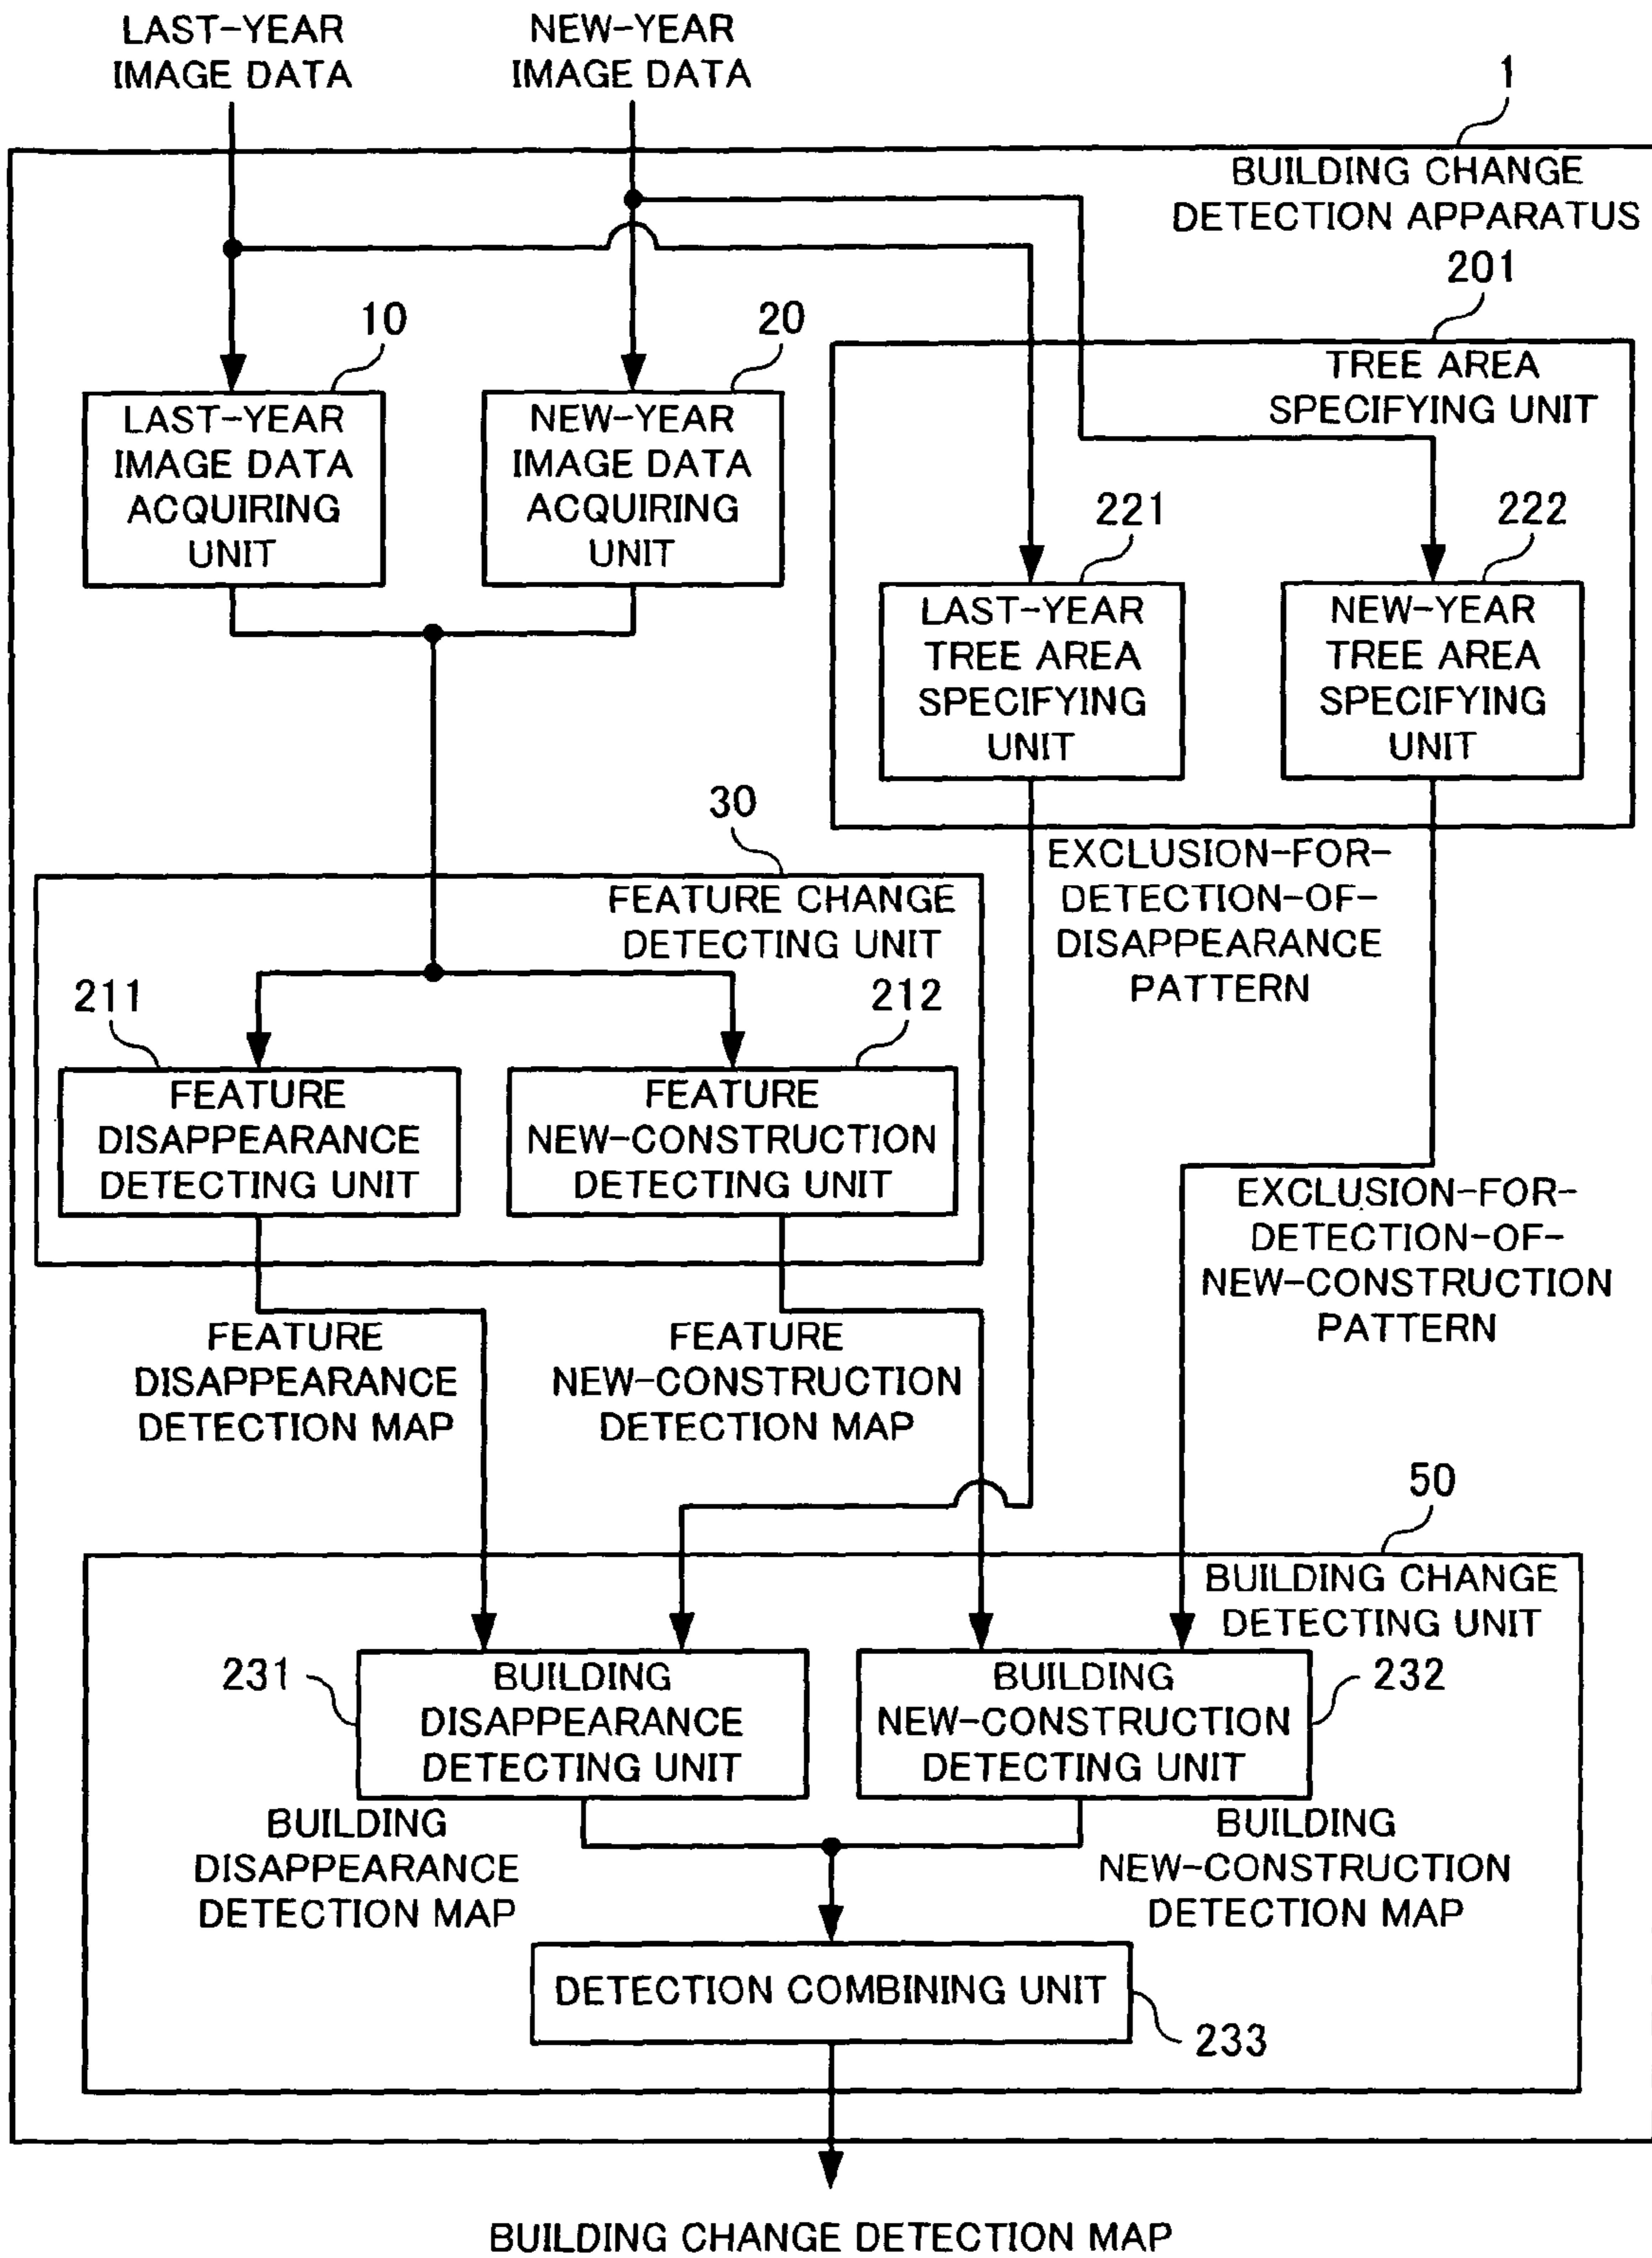 LAST-YEAR
IMAGE DATA
NEW-YEAR
IMAGE DATA
1
BUILDING CHANGE
DETECTION APPARATUS
201
TREE AREA
SPECIFYING UNIT
10
LAST-YEAR
IMAGE DATA
ACQUIRING
UNIT
20
NEW-YEAR
IMAGE DATA
ACQUIRING
UNIT
221
LAST-YEAR
TREE AREA
SPECIFYING
UNIT
222
NEW-YEAR
TREE AREA
SPECIFYING
UNIT
30
FEATURE CHANGE
DETECTING UNIT
EXCLUSION-FOR-
DETECTION-OF-
DISAPPEARANCE
PATTERN
211
FEATURE
DISAPPEARANCE
DETECTING UNIT
212
FEATURE
NEW-CONSTRUCTION
DETECTING UNIT
EXCLUSION-FOR-
DETECTION-OF-
NEW-CONSTRUCTION
PATTERN
FEATURE
DISAPPEARANCE
DETECTION MAP
FEATURE
NEW-CONSTRUCTION
DETECTION MAP
50
BUILDING CHANGE
DETECTING UNIT
231
BUILDING
DISAPPEARANCE
DETECTING UNIT
BUILDING
NEW-CONSTRUCTION
DETECTING UNIT
232
BUILDING
DISAPPEARANCE
DETECTION MAP
BUILDING
NEW-CONSTRUCTION
DETECTION MAP
DETECTION COMBINING UNIT
233
BUILDING CHANGE DETECTION MAP